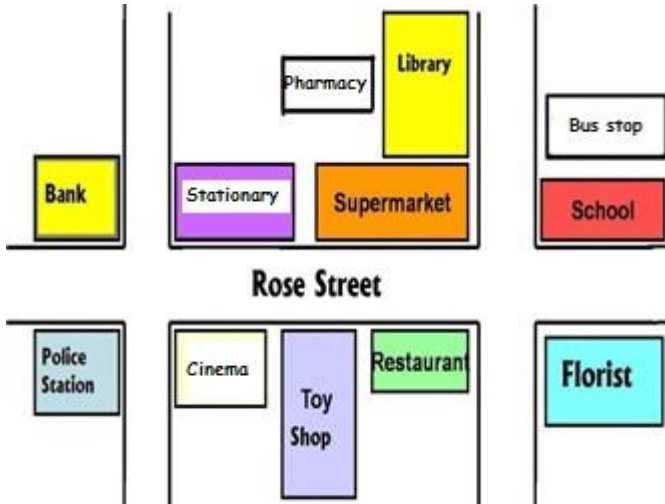 Library
Pharmacy
Bus stop
Bank
Stationary
Supermarket
School
Rose Street
Police
Station
Cinema
Toy
Shop
Restaurant
Florist